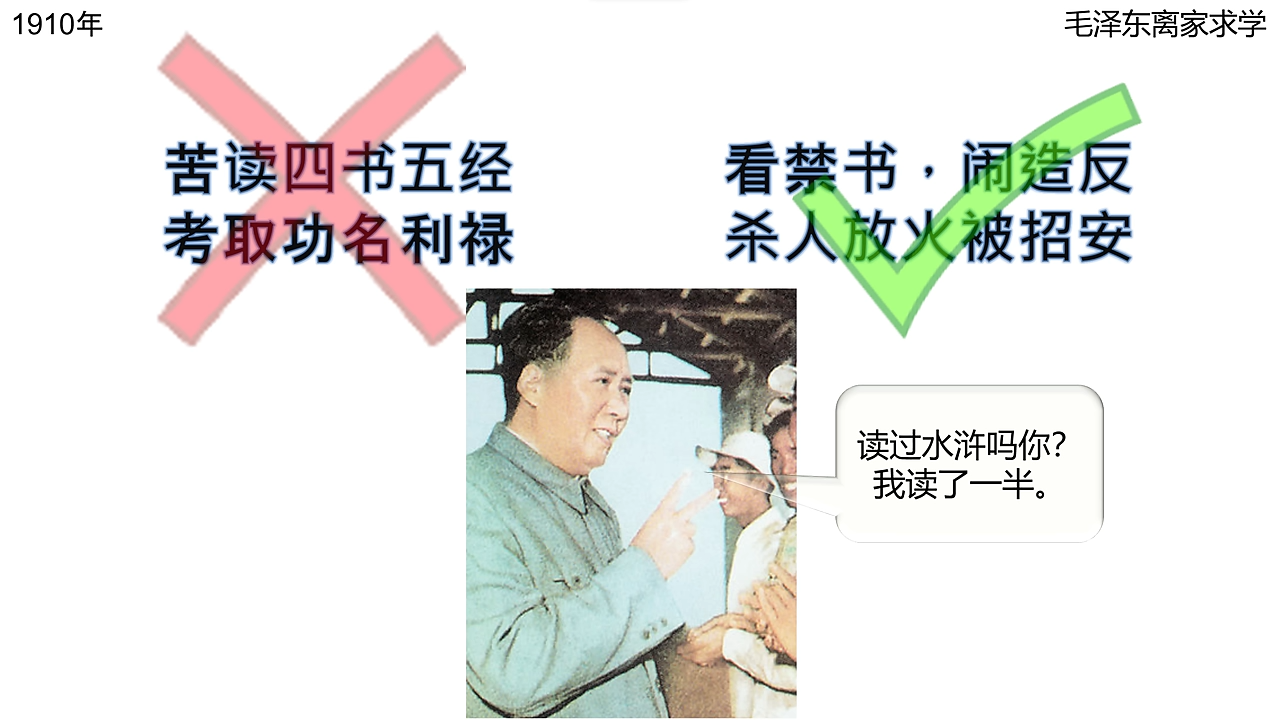 1910年
毛泽东离家求学
苦读四书五经
考取功名利禄
看禁书，闹造反
杀人放火被招安
读过水浒吗你？
我读了一半。